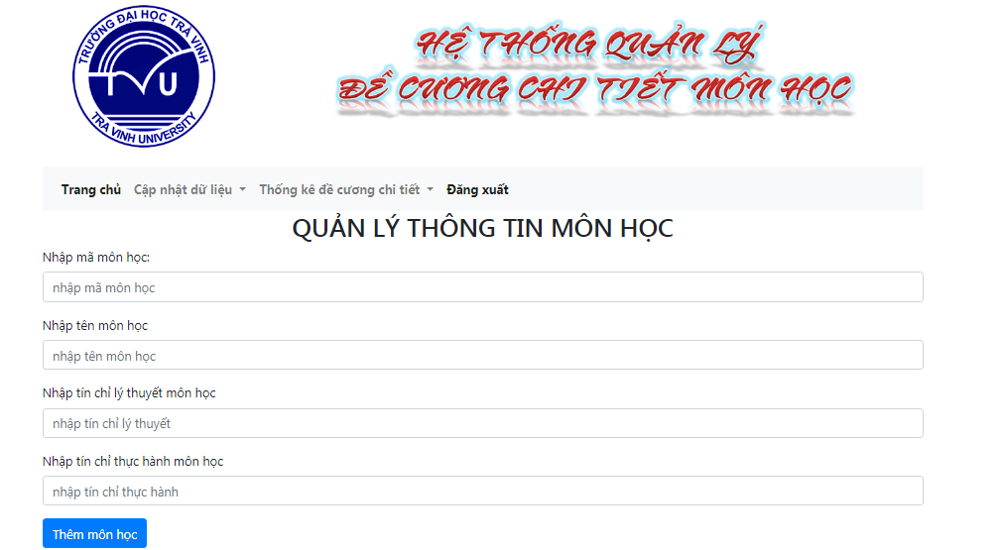 TRƯỜNG ĐẠI HỌC TRÀ VINH
TVU
TRA VINH UNIVERSITY
HỆ THỐNG QUẢN LÝ
ĐỀ CƯƠNG CHI TIẾT MÔN HỌC
Trang chủ Cập nhật dữ liệu Thống kê đề cương chi tiết Đăng xuất
QUẢN LÝ THÔNG TIN MÔN HỌC
Nhập mã môn học:
nhập mã môn học
Nhập tên môn học
nhập tên môn học
Nhập tín chỉ lý thuyết môn học
nhập tín chỉ lý thuyết
Nhập tín chỉ thực hành môn học
nhập tín chỉ thực hành
Thêm môn học